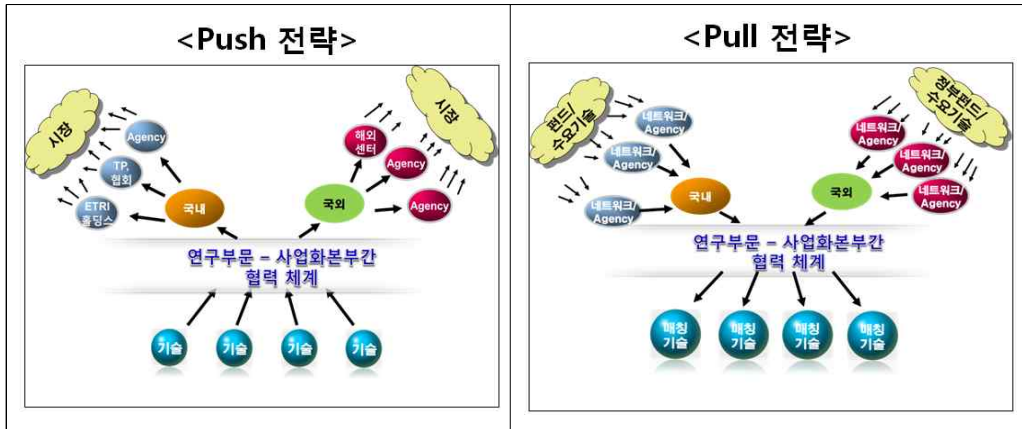 <Push 전략>
시장
Agency
TP,
협회
ETRI
홀딩스
국내
시장
해외
센터
Agency
Agency
국외
연구부문 – 사업화본부간
협력 체계
기술
기술
기술
기술
<Pull 전략>
펀드/
수요기술
네트워크/
Agency
네트워크/
Agency
네트워크/
Agency
국내
정부펀드/
수요기술
네트워크/
Agency
네트워크/
Agency
네트워크/
Agency
국외
연구부문 – 사업화본부간
협력 체계
매칭
기술
매칭
기술
매칭
기술
매칭
기술